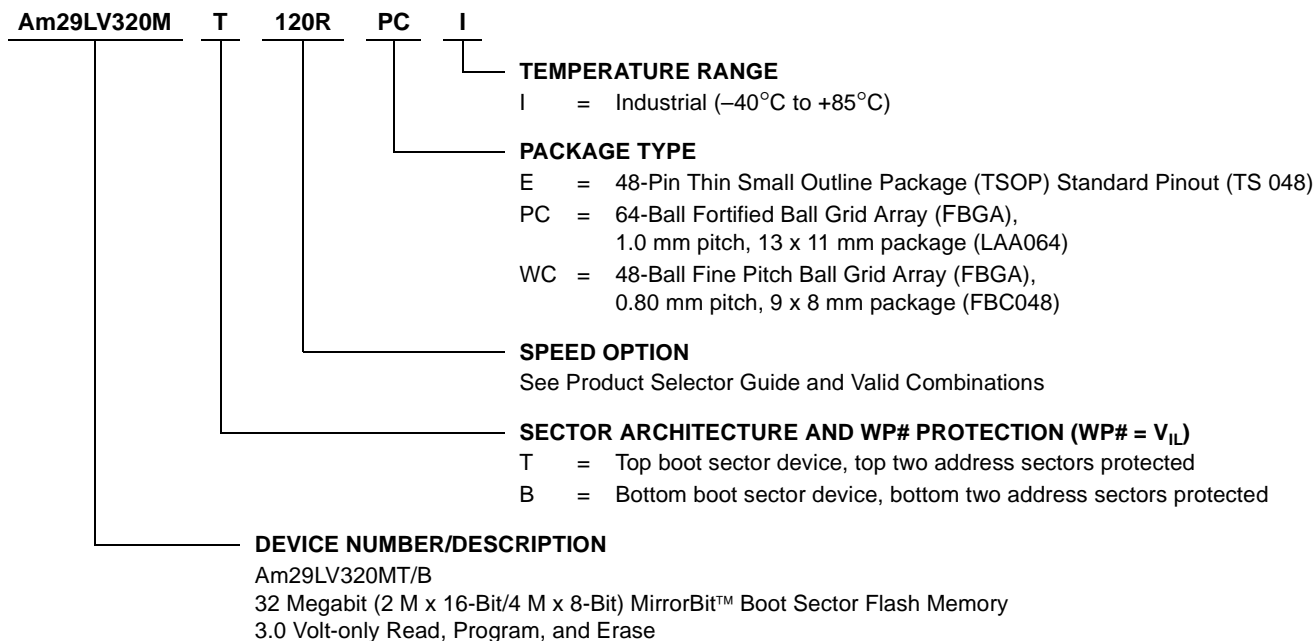 Am29LV320M T 120R PC I
TEMPERATURE RANGE
I = Industrial (–40°C to +85°C)
PACKAGE TYPE
E = 48-Pin Thin Small Outline Package (TSOP) Standard Pinout (TS 048)
PC = 64-Ball Fortified Ball Grid Array (FBGA),
1.0 mm pitch, 13 x 11 mm package (LAA064)
WC = 48-Ball Fine Pitch Ball Grid Array (FBGA),
0.80 mm pitch, 9 x 8 mm package (FBC048)
SPEED OPTION
See Product Selector Guide and Valid Combinations
SECTOR ARCHITECTURE AND WP# PROTECTION (WP# = VIL)
T = Top boot sector device, top two address sectors protected
B = Bottom boot sector device, bottom two address sectors protected
DEVICE NUMBER/DESCRIPTION
Am29LV320MT/B
32 Megabit (2 M x 16-Bit/4 M x 8-Bit) MirrorBit™ Boot Sector Flash Memory
3.0 Volt-only Read, Program, and Erase